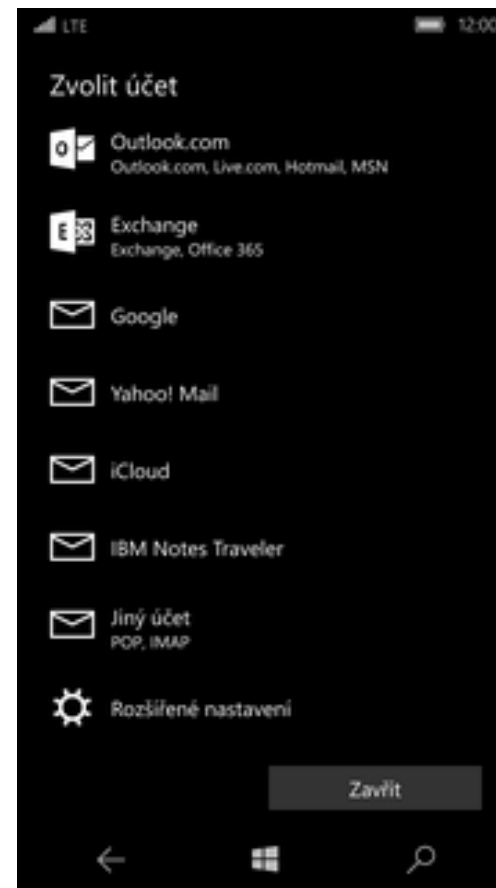 LTE 12:00
Zvolit účet
Outlook.com
Outlook.com, Live.com, Hotmail, MSN
Exchange
Exchange, Office 365
Google
Yahoo! Mail
iCloud
IBM Notes Traveler
Jiný účet
POP, IMAP
Rozšířené nastavení
Zavřít